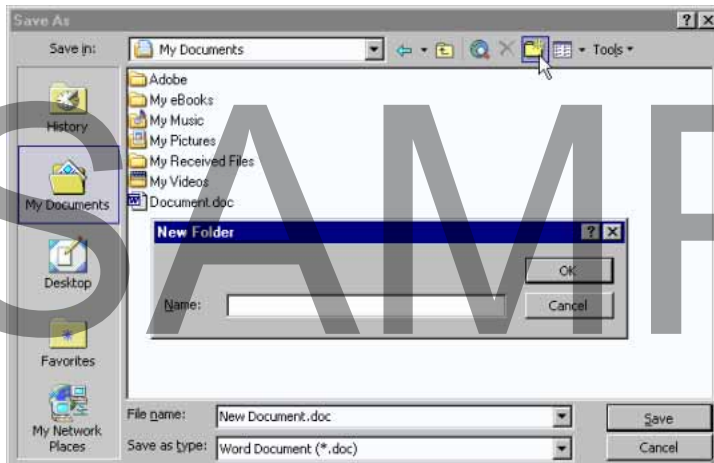 Save As
Save in:
My Documents
Tools
History
My Documents
Desktop
Favorites
My Network Places
Adobe
My eBooks
My Music
My Pictures
My Received Files
My Videos
Document.doc
New Folder
OK
Name:
Cancel
File name:
New Document.doc
Save
Save as type:
Word Document (*.doc)
Cancel
SAMP